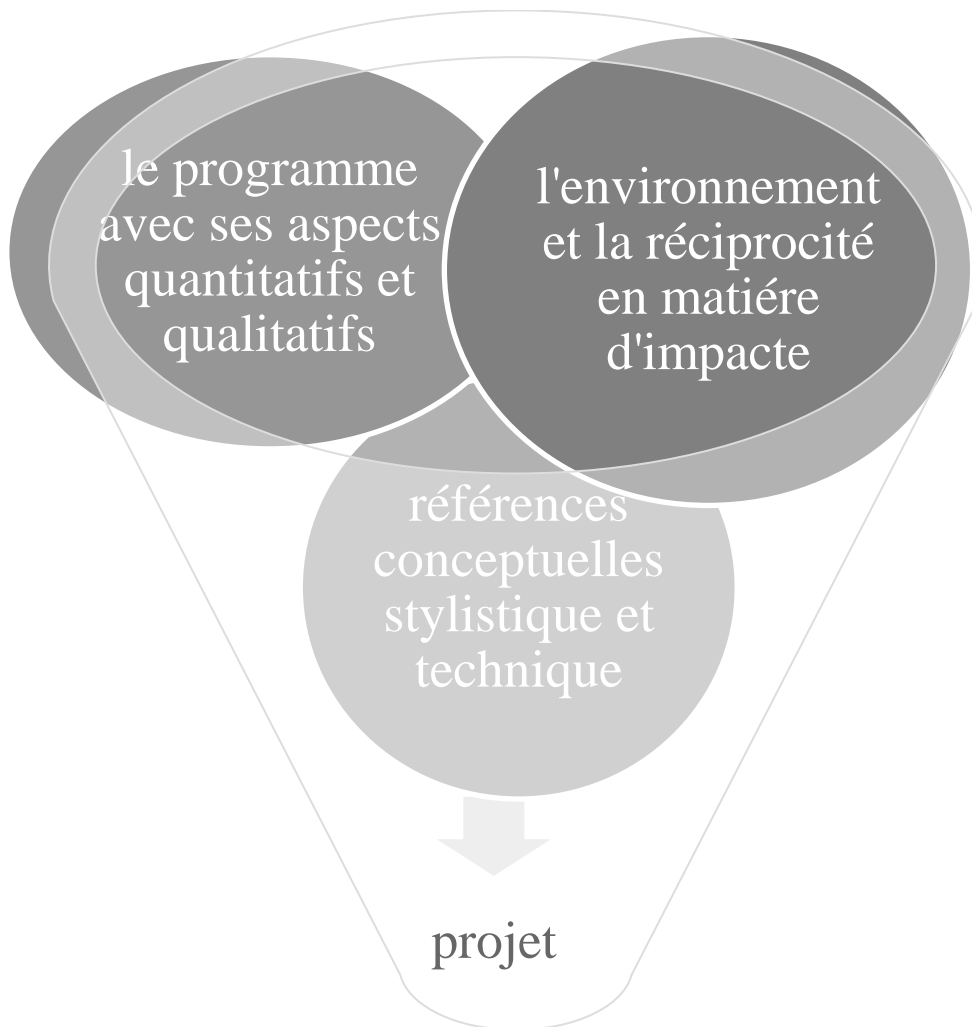 le programme
avec ses aspects
quantitatifs et
qualitatifs
l'environnement
et la réciprocité
en matiére
d'impacte
références
conceptuelles
stylistique et
technique
projet